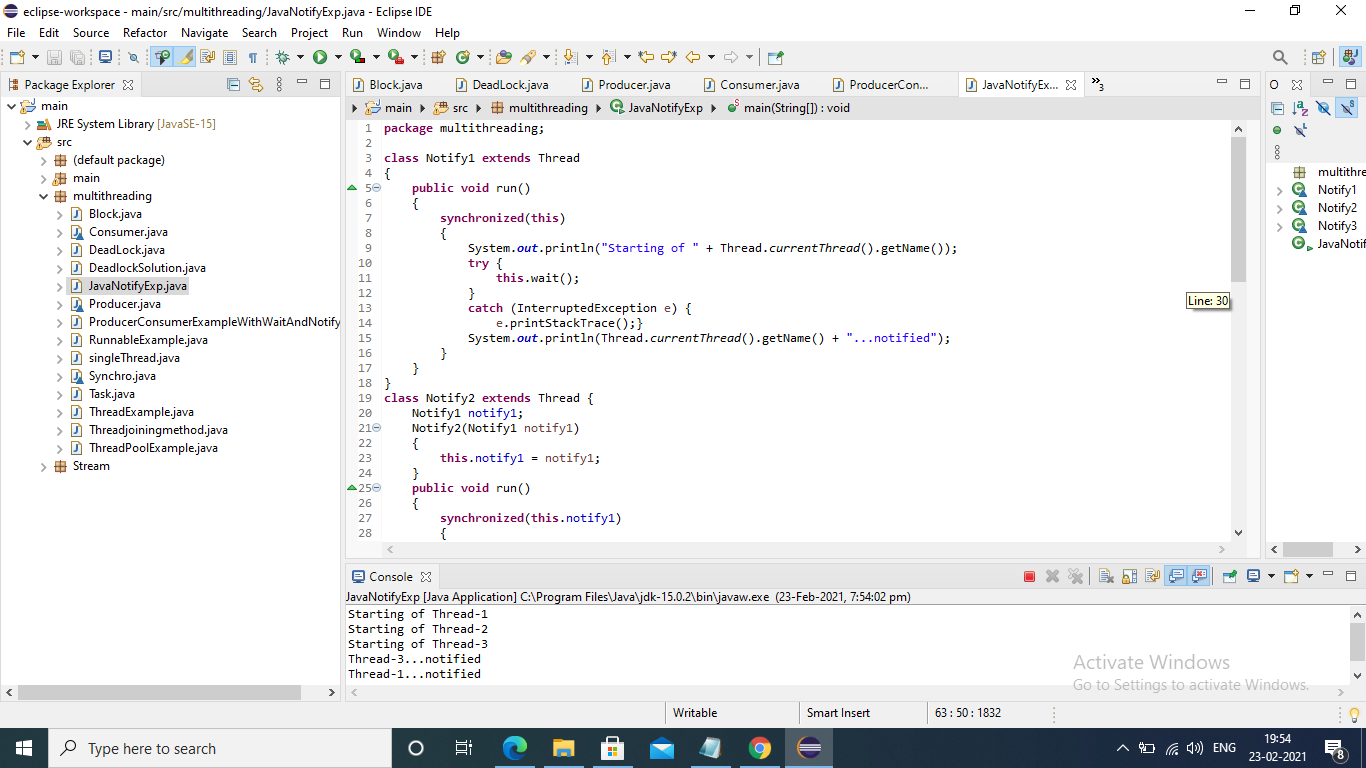 eclipse-workspace - main/src/multithreading/JavaNotifyExp.java - Eclipse IDE
File Edit Source Refactor Navigate Search Project Run Window Help
Package Explorer
main
JRE System Library [JavaSE-15]
src
(default package)
main
multithreading
Block.java
Consumer.java
DeadLock.java
DeadlockSolution.java
JavaNotifyExp.java
Producer.java
ProducerConsumerExampleWithWaitAndNotify
RunnableExample.java
singleThread.java
Synchro.java
Task.java
ThreadExample.java
Threadjoiningmethod.java
ThreadPoolExample.java
Stream
Block.java DeadLock.java Producer.java Consumer.java ProducerCon... JavaNotifyEx... »3
main src multithreading JavaNotifyExp main(String[]) : void
1 package multithreading;
2
3 class Notify1 extends Thread
4 {
5 public void run()
6 {
7 synchronized(this)
8 {
9 System.out.println("Starting of " + Thread.currentThread().getName());
10 try {
11 this.wait();
12 }
13 catch (InterruptedException e) {
14 e.printStackTrace();}
15 System.out.println(Thread.currentThread().getName() + "...notified");
16 }
17 }
18 }
19 class Notify2 extends Thread {
20 Notify1 notify1;
21 Notify2(Notify1 notify1)
22 {
23 this.notify1 = notify1;
24 }
25 public void run()
26 {
27 synchronized(this.notify1)
28 {
Line: 30
O
multithre
Notify1
Notify2
Notify3
JavaNotif
Console
JavaNotifyExp [Java Application] C:\Program Files\Java\jdk-15.0.2\bin\javaw.exe (23-Feb-2021, 7:54:02 pm)
Starting of Thread-1
Starting of Thread-2
Starting of Thread-3
Thread-3...notified
Thread-1...notified
Activate Windows
Go to Settings to activate Windows.
Writable Smart Insert 63 : 50 : 1832
Type here to search
ENG
19:54
23-02-2021
8